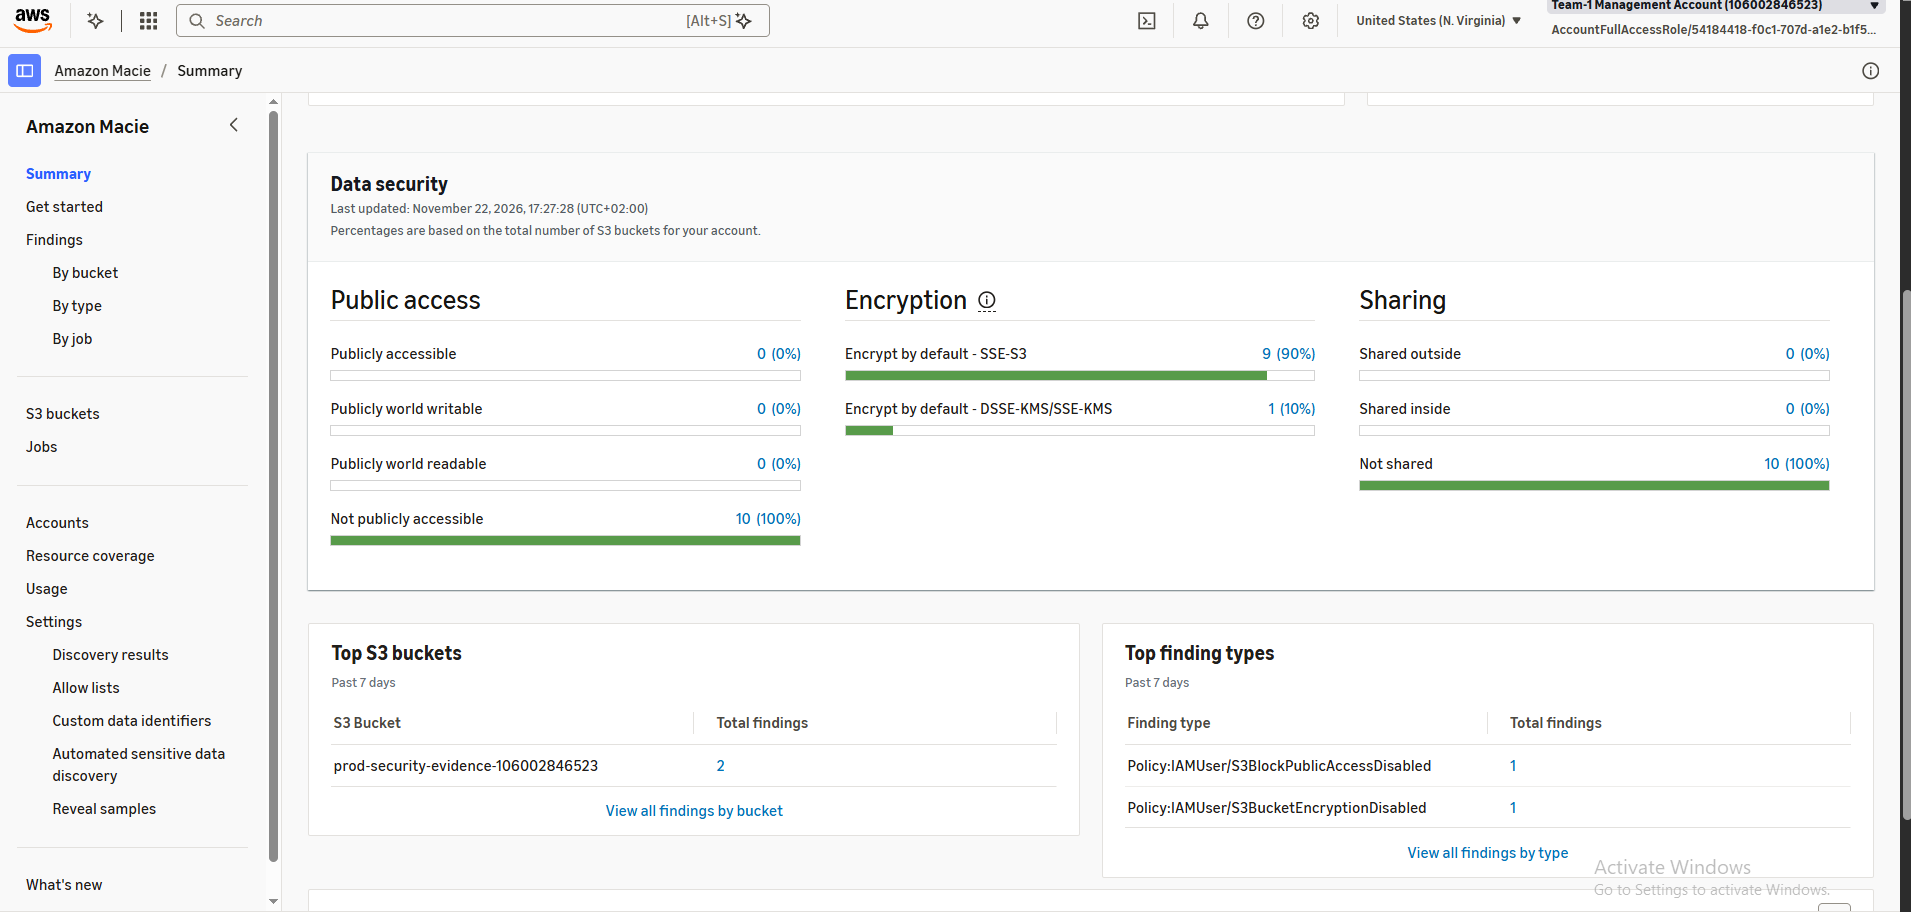 aws
Search
[Alt+S]
United States (N. Virginia)
Team-1 Management Account (106002846523)
AccountFullAccessRole/54184418-f0c1-707d-a1e2-b1f5...
Amazon Macie / Summary
Amazon Macie
Summary
Get started
Findings
By bucket
By type
By job
S3 buckets
Jobs
Accounts
Resource coverage
Usage
Settings
Discovery results
Allow lists
Custom data identifiers
Automated sensitive data
discovery
Reveal samples
What's new
Data security
Last updated: November 22, 2026, 17:27:28 (UTC+02:00)
Percentages are based on the total number of S3 buckets for your account.
Public access
Publicly accessible 0 (0%)
Publicly world writable 0 (0%)
Publicly world readable 0 (0%)
Not publicly accessible 10 (100%)
Encryption
Encrypt by default - SSE-S3 9 (90%)
Encrypt by default - DSSE-KMS/SSE-KMS 1 (10%)
Sharing
Shared outside 0 (0%)
Shared inside 0 (0%)
Not shared 10 (100%)
Top S3 buckets
Past 7 days
S3 Bucket Total findings
prod-security-evidence-106002846523 2
View all findings by bucket
Top finding types
Past 7 days
Finding type Total findings
Policy:IAMUser/S3BlockPublicAccessDisabled 1
Policy:IAMUser/S3BucketEncryptionDisabled 1
View all findings by type
Activate Windows
Go to Settings to activate Windows.